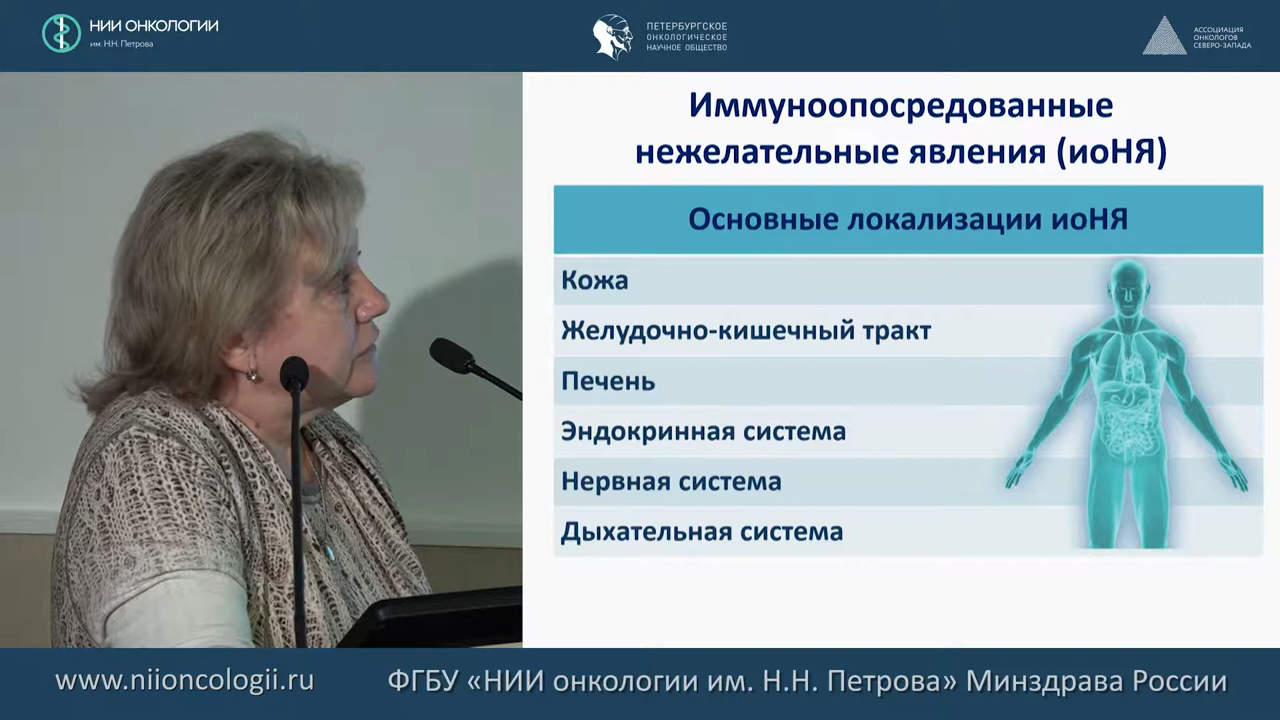 НИИ ОНКОЛОГИИ
им. Н.Н. Петрова
ПЕТЕРБУРГСКОЕ
ОНКОЛОГИЧЕСКОЕ
НАУЧНОЕ ОБЩЕСТВО
АССОЦИАЦИЯ
ОНКОЛОГОВ
СЕВЕРО-ЗАПАДА
Иммуноопосредованные
нежелательные явления (иоНЯ)
Основные локализации иоНЯ
Кожа
Желудочно-кишечный тракт
Печень
Эндокринная система
Нервная система
Дыхательная система
www.niioncologii.ru
ФГБУ «НИИ онкологии им. Н.Н. Петрова» Минздрава России